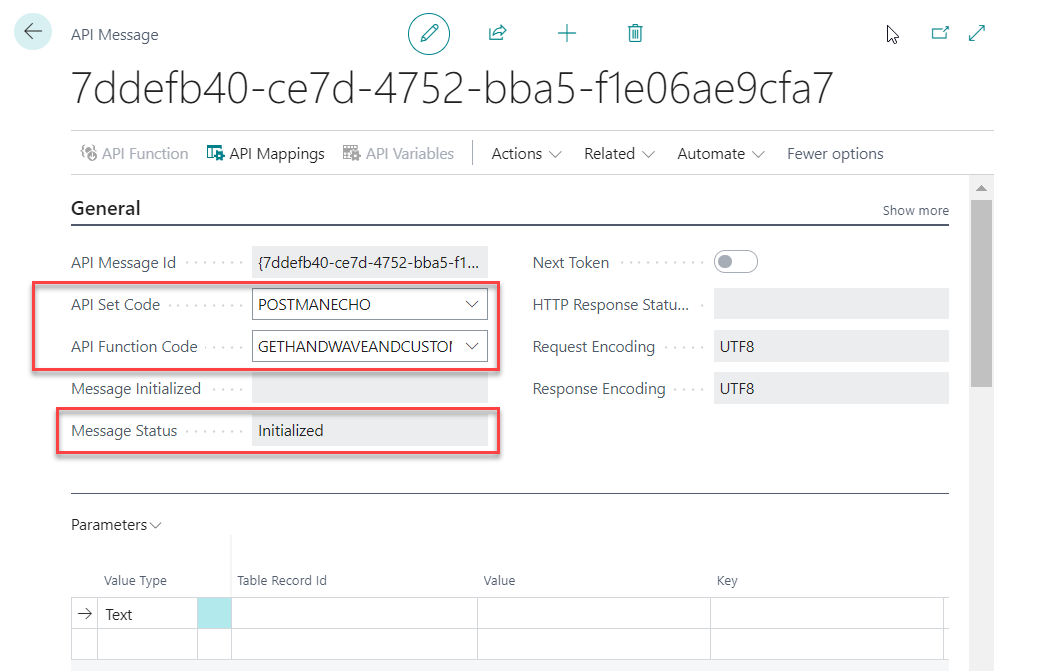 API Message
7ddefb40-ce7d-4752-bba5-f1e06ae9cfa7
API Function API Mappings API Variables Actions Related Automate Fewer options
General Show more
API Message Id {7ddefb40-ce7d-4752-bba5-f1... Next Token
API Set Code POSTMANECHO HTTP Response Statu...
API Function Code GETHANDWAVEANDCUSTO Request Encoding UTF8
Message Initialized Response Encoding UTF8
Message Status Initialized
Parameters
Value Type Table Record Id Value Key
Text